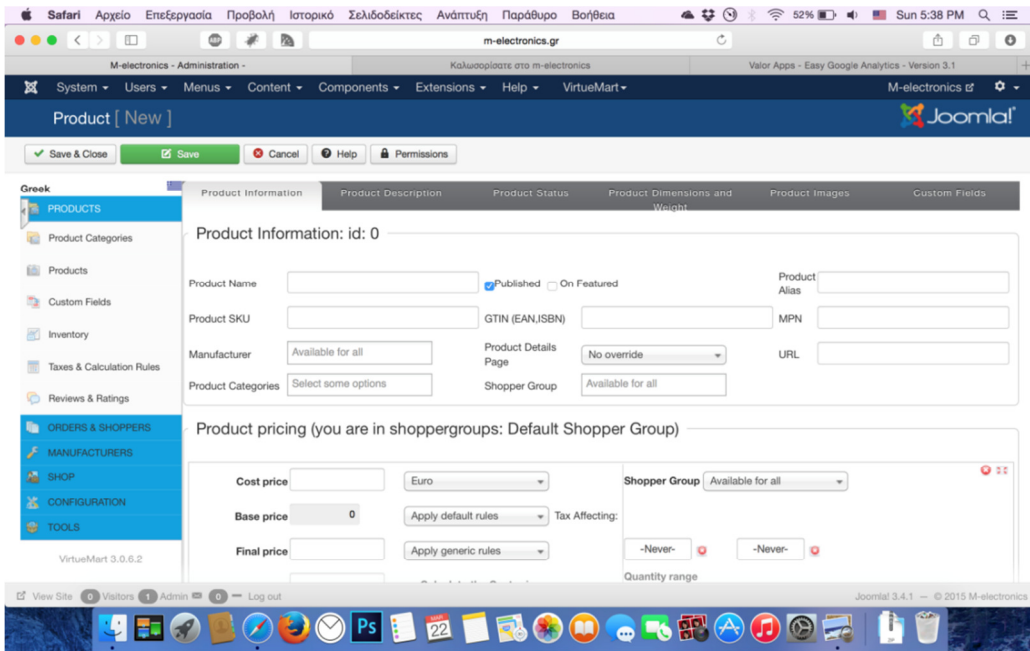 Safari Αρχείο Επεξεργασία Προβολή Ιστορικό Σελιδοδείκτες Ανάπτυξη Παράθυρο Βοήθεια 52% Sun 5:38 PM
ABP m-electronics.gr
M-electronics - Administration - Καλωσορίσατε στο m-electronics Valor Apps - Easy Google Analytics - Version 3.1
System Users Menus Content Components Extensions Help VirtueMart M-electronics
Product [ New ] Joomla!
Save & Close Save Cancel Help Permissions
Greek
Product Information Product Description Product Status Product Dimensions and Weight Product Images Custom Fields
PRODUCTS
Product Categories
Products
Custom Fields
Inventory
Taxes & Calculation Rules
Reviews & Ratings
ORDERS & SHOPPERS
MANUFACTURERS
SHOP
CONFIGURATION
TOOLS
VirtueMart 3.0.6.2
Product Information: id: 0
Product Name Published On Featured Product Alias
Product SKU GTIN (EAN,ISBN) MPN
Manufacturer Available for all Product Details Page No override URL
Product Categories Select some options Shopper Group Available for all
Product pricing (you are in shoppergroups: Default Shopper Group)
Cost price Euro Shopper Group Available for all
Base price 0 Apply default rules Tax Affecting:
Final price Apply generic rules -Never- -Never-
Quantity range
View Site 0 Visitors 1 Admin 0 Log out Joomla! 3.4.1 — © 2015 M-electronics
Ps 22